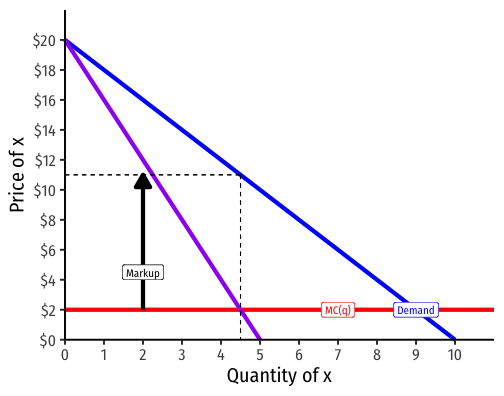 $20
$18
$16
$14
$12
$10
$8
$6
$4
$2
$0
Price of x
Markup
MC(q)
Demand
0 1 2 3 4 5 6 7 8 9 10
Quantity of x